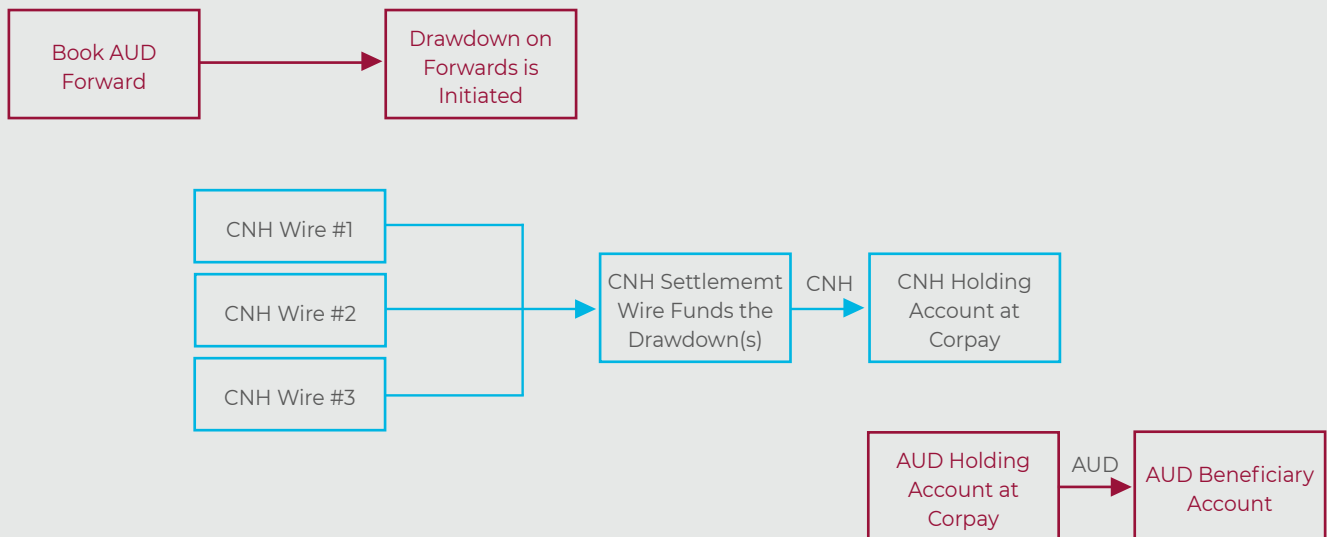 Book AUD
Forward
Drawdown on
Forwards is
Initiated
CNH Wire #1
CNH Wire #2
CNH Wire #3
CNH Settlememt
Wire Funds the
Drawdown(s)
CNH
CNH Holding
Account at
Corpay
AUD Holding
Account at
Corpay
AUD
AUD Beneficiary
Account